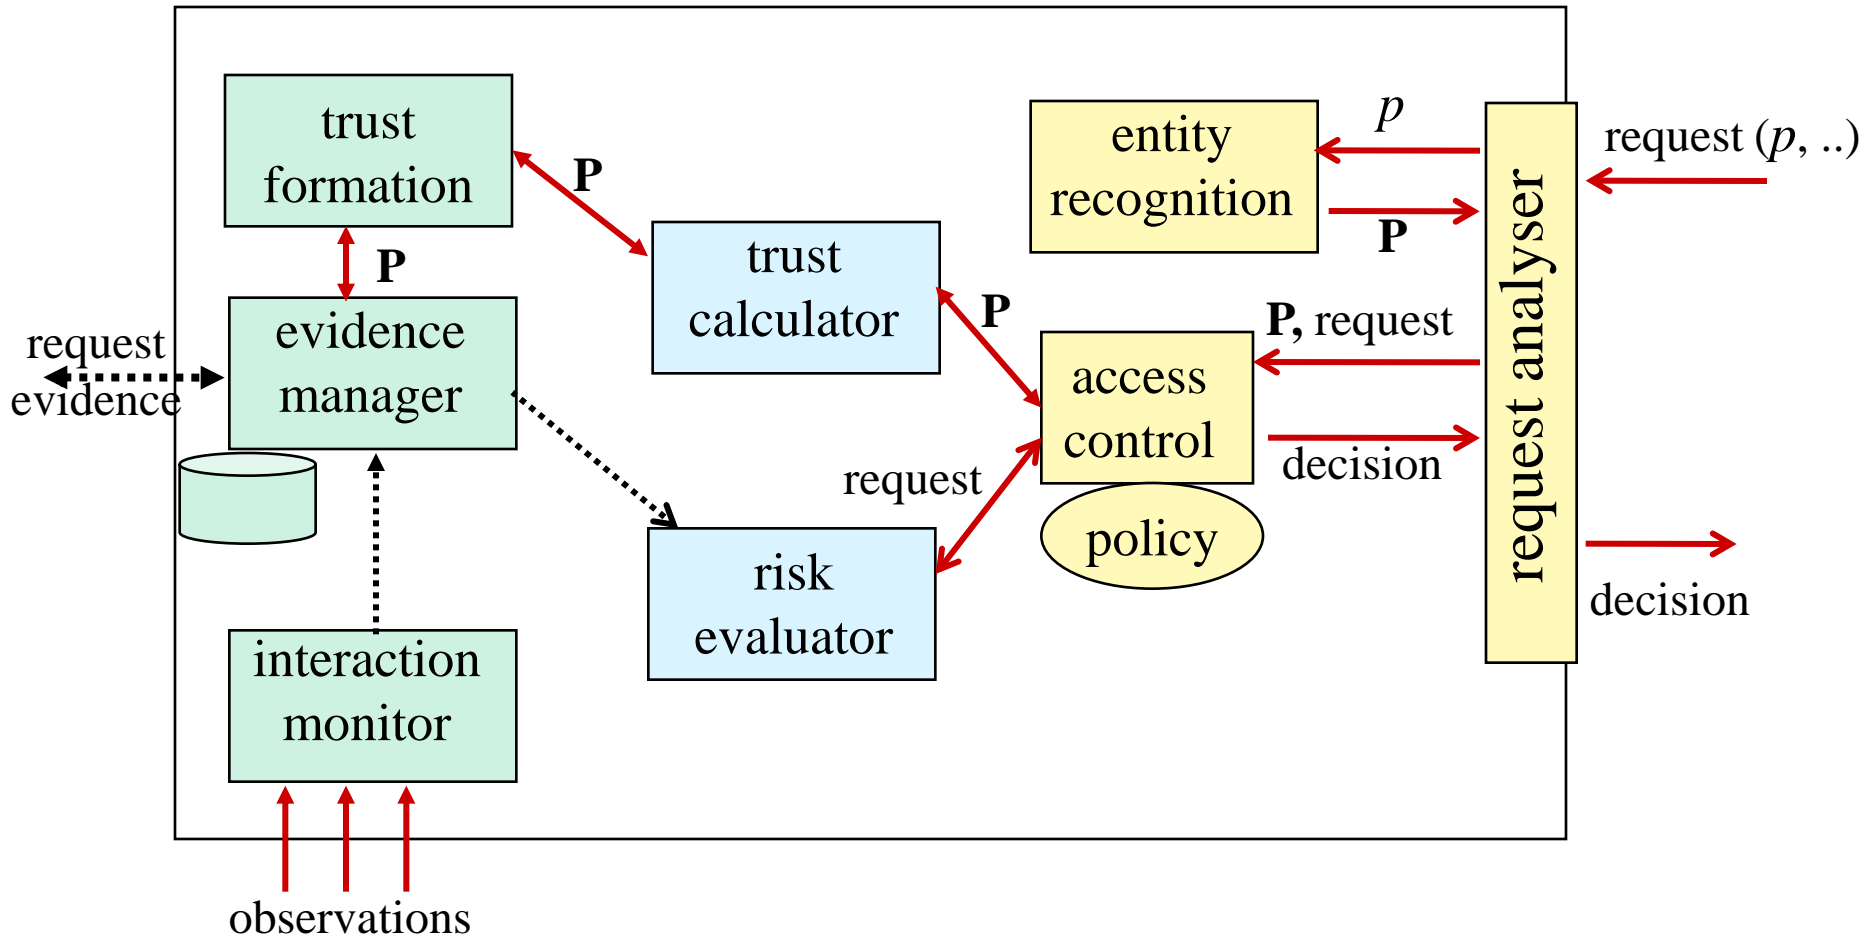 trust
formation
P
P
evidence
manager
request
evidence
interaction
monitor
observations
trust
calculator
P
risk
evaluator
request
entity
recognition
p
P
P, request
access
control
decision
policy
request analyser
request (p, ..)
decision